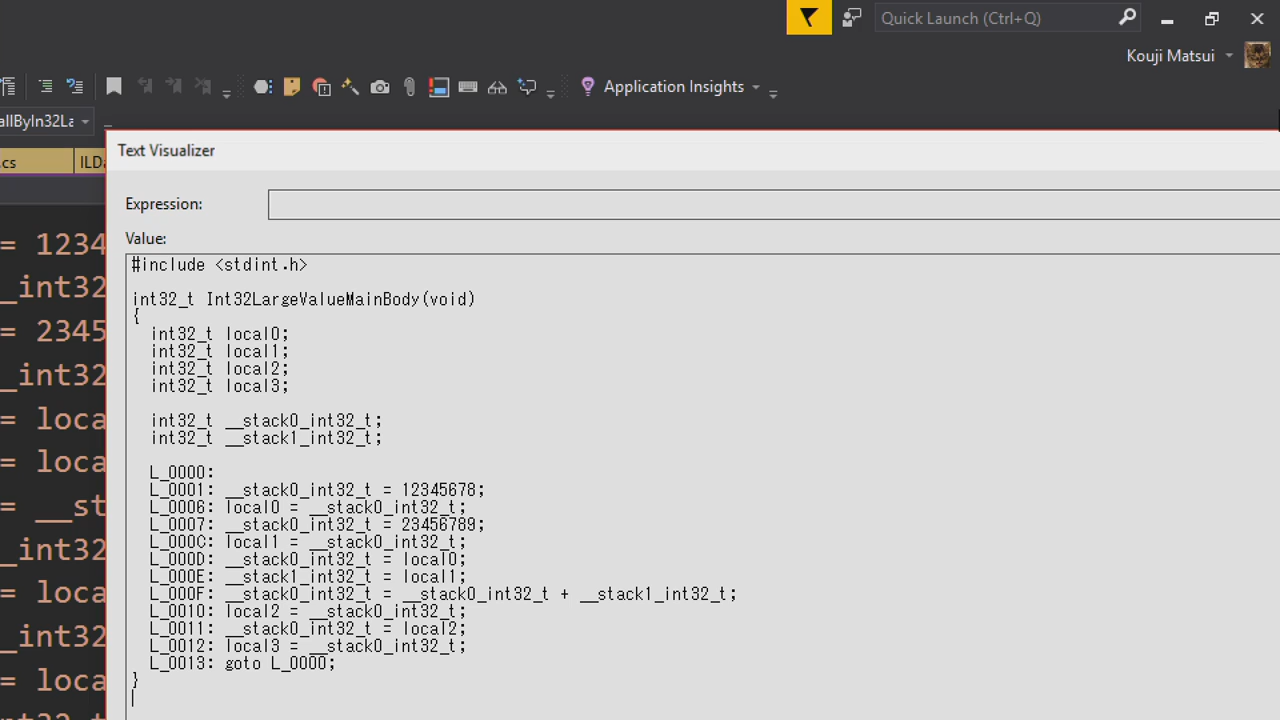 Quick Launch (Ctrl+Q)
Kouji Matsui
Application Insights
allByIn32La
.cs
ILDa
Text Visualizer
Expression:
Value:
= 1234
_int32
= 2345
_int32
= loca
= loca
= __st
_int32
= loca
_int32
= loca
#include <stdint.h>
int32_t Int32LargeValueMainBody(void)
{
int32_t local0;
int32_t local1;
int32_t local2;
int32_t local3;
int32_t __stack0_int32_t;
int32_t __stack1_int32_t;
L_0000:
L_0001: __stack0_int32_t = 12345678;
L_0006: local0 = __stack0_int32_t;
L_0007: __stack0_int32_t = 23456789;
L_000C: local1 = __stack0_int32_t;
L_000D: __stack0_int32_t = local0;
L_000E: __stack1_int32_t = local1;
L_000F: __stack0_int32_t = __stack0_int32_t + __stack1_int32_t;
L_0010: local2 = __stack0_int32_t;
L_0011: __stack0_int32_t = local2;
L_0012: local3 = __stack0_int32_t;
L_0013: goto L_0000;
}